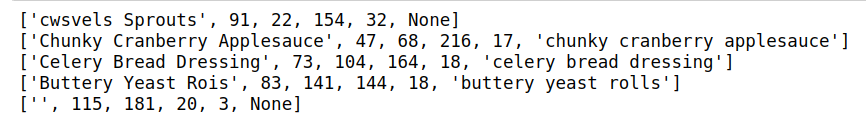 ['cwsvels Sprouts', 91, 22, 154, 32, None]
['Chunky Cranberry Applesauce', 47, 68, 216, 17, 'chunky cranberry applesauce']
['Celery Bread Dressing', 73, 104, 164, 18, 'celery bread dressing']
['Buttery Yeast Rois', 83, 141, 144, 18, 'buttery yeast rolls']
['', 115, 181, 20, 3, None]